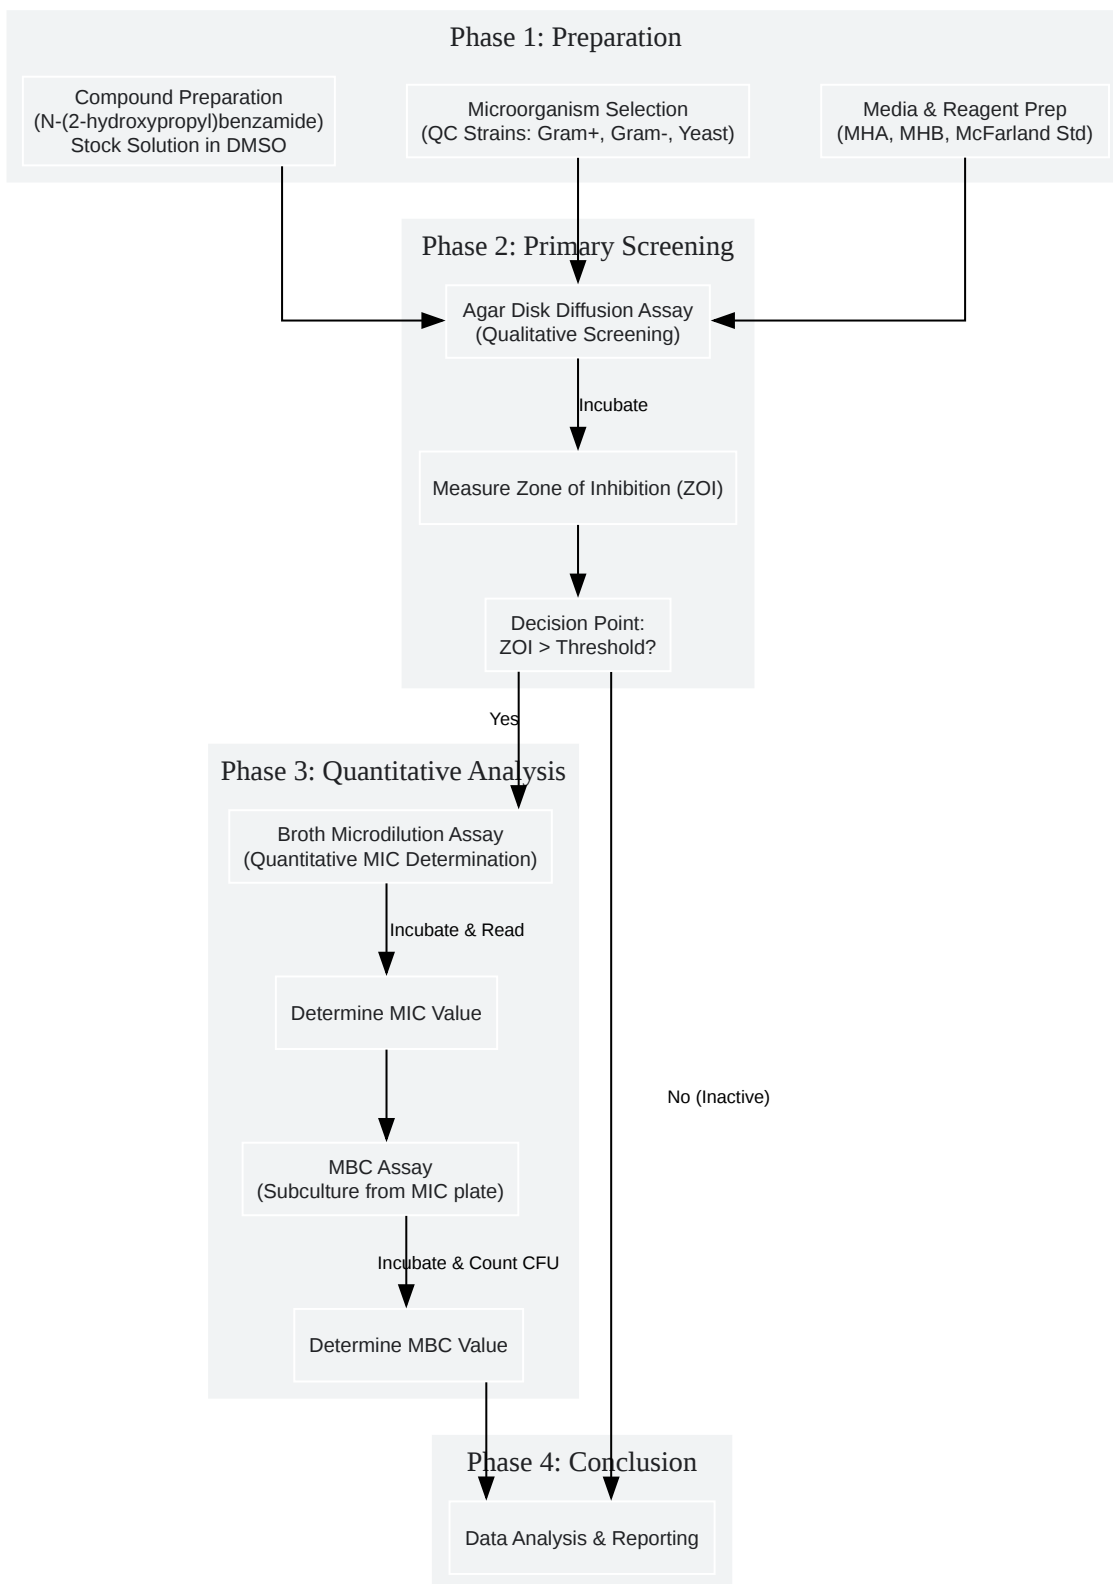 Phase 1: Preparation
Compound Preparation
(N-(2-hydroxypropyl)benzamide)
Stock Solution in DMSO
Microorganism Selection
(QC Strains: Gram+, Gram-, Yeast)
Media & Reagent Prep
(MHA, MHB, McFarland Std)
Phase 2: Primary Screening
Agar Disk Diffusion Assay
(Qualitative Screening)
Incubate
Measure Zone of Inhibition (ZOI)
Decision Point:
ZOI > Threshold?
Yes
Phase 3: Quantitative Analysis
Broth Microdilution Assay
(Quantitative MIC Determination)
Incubate & Read
Determine MIC Value
No (Inactive)
MBC Assay
(Subculture from MIC plate)
Incubate & Count CFU
Determine MBC Value
Phase 4: Conclusion
Data Analysis & Reporting